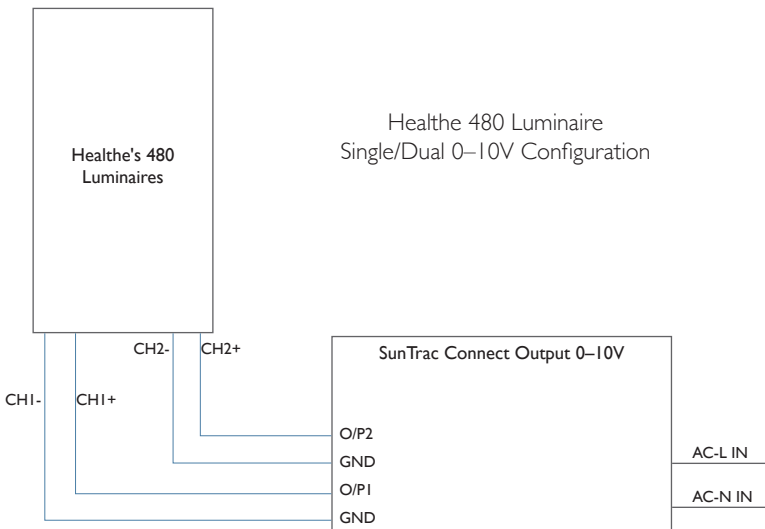 Healthe's 480
Luminaires
Healthe 480 Luminaire
Single/Dual 0–10V Configuration
CH2-
CH2+
CH1-
CH1+
SunTrac Connect Output 0–10V
O/P2
GND
O/P1
GND
AC-L IN
AC-N IN